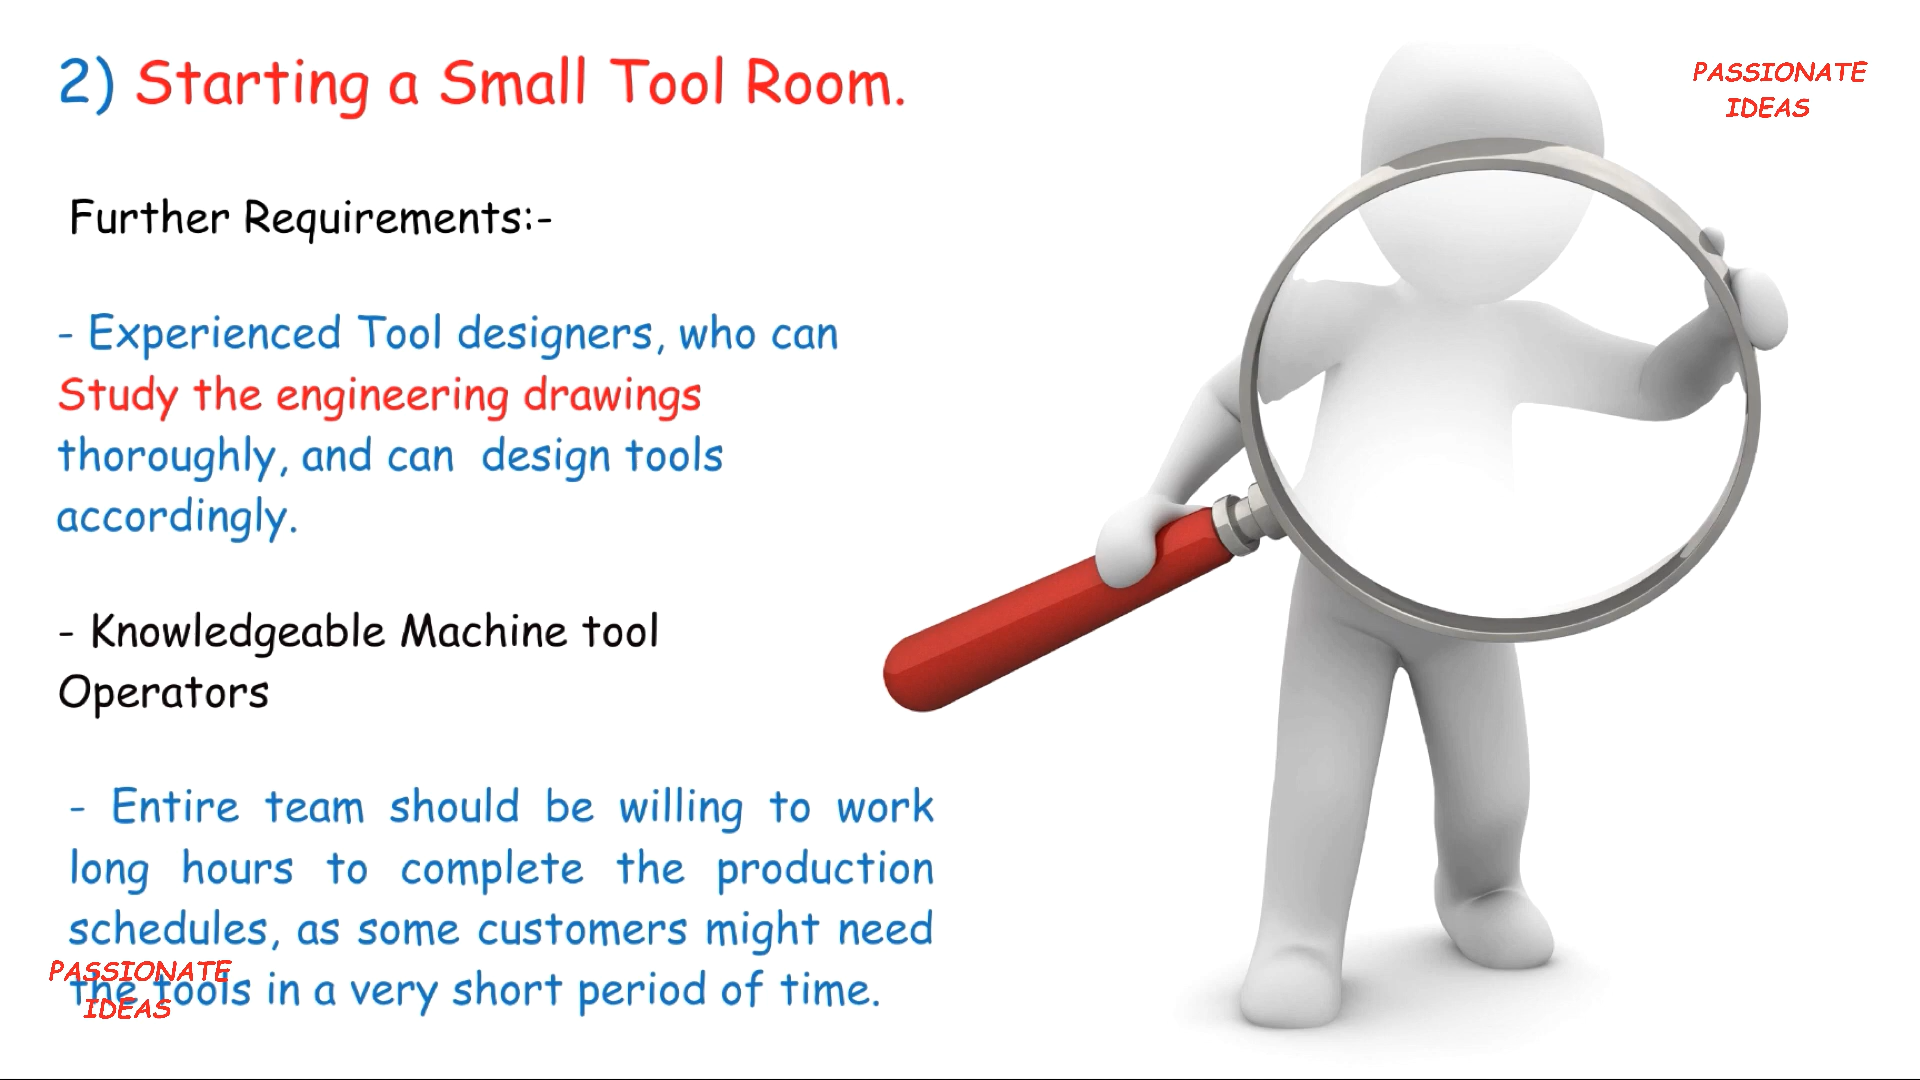 2) Starting a Small Tool Room.
PASSIONATE
IDEAS
Further Requirements:-
- Experienced Tool designers, who can
Study the engineering drawings
thoroughly, and can design tools
accordingly.
- Knowledgeable Machine tool
Operators
- Entire team should be willing to work
long hours to complete the production
schedules, as some customers might need
the tools in a very short period of time.
PASSIONATE
IDEAS